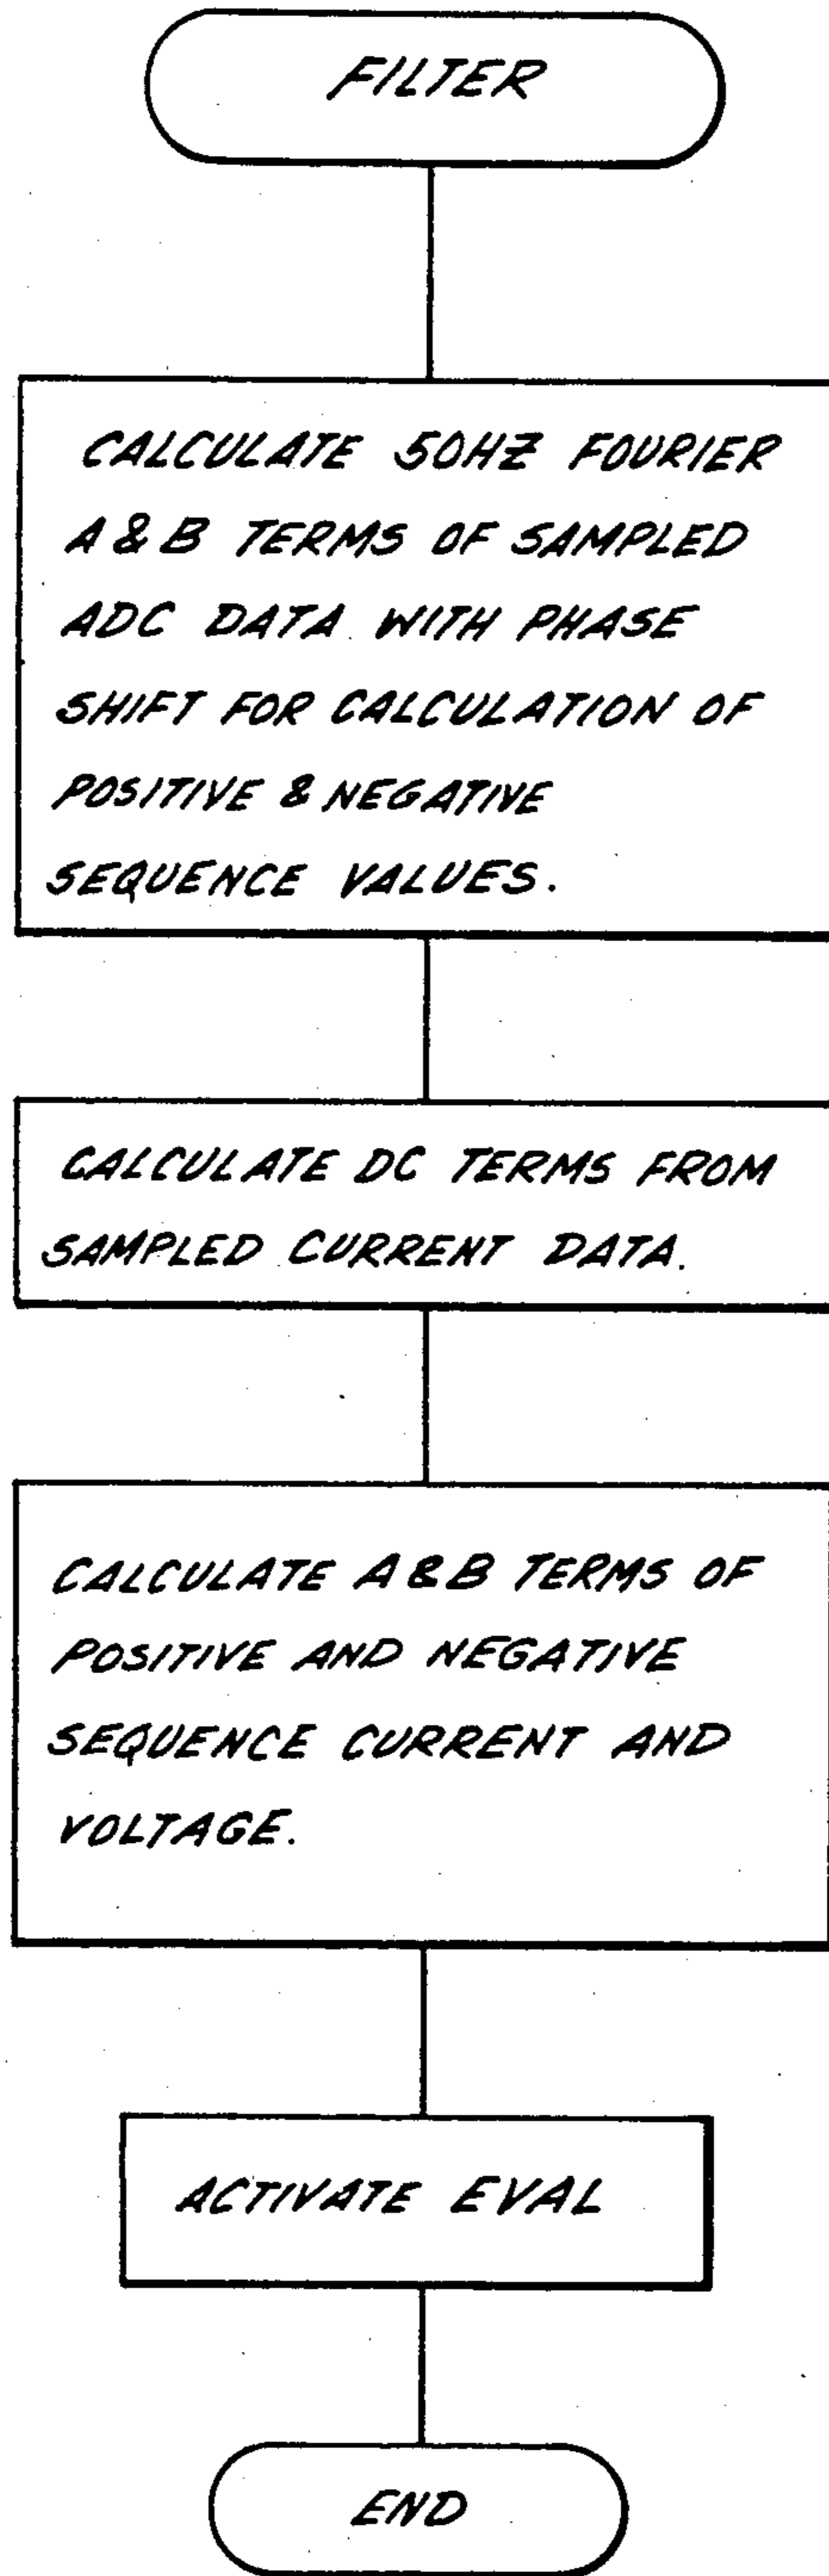 FILTER
CALCULATE 50HZ FOURIER
A & B TERMS OF SAMPLED
ADC DATA WITH PHASE
SHIFT FOR CALCULATION OF
POSITIVE & NEGATIVE
SEQUENCE VALUES.
CALCULATE DC TERMS FROM
SAMPLED CURRENT DATA.
CALCULATE A & B TERMS OF
POSITIVE AND NEGATIVE
SEQUENCE CURRENT AND
VOLTAGE.
ACTIVATE EVAL
END